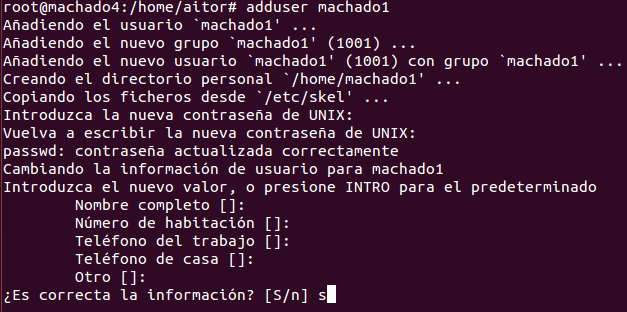 root@machado4:/home/aitor# adduser machado1
Añadiendo el usuario `machado1' ...
Añadiendo el nuevo grupo `machado1' (1001) ...
Añadiendo el nuevo usuario `machado1' (1001) con grupo `machado1' ...
Creando el directorio personal `/home/machado1' ...
Copiando los ficheros desde `/etc/skel' ...
Introduzca la nueva contraseña de UNIX:
Vuelva a escribir la nueva contraseña de UNIX:
passwd: contraseña actualizada correctamente
Cambiando la información de usuario para machado1
Introduzca el nuevo valor, o presione INTRO para el predeterminado
Nombre completo []:
Número de habitación []:
Teléfono del trabajo []:
Teléfono de casa []:
Otro []:
¿Es correcta la información? [S/n] s